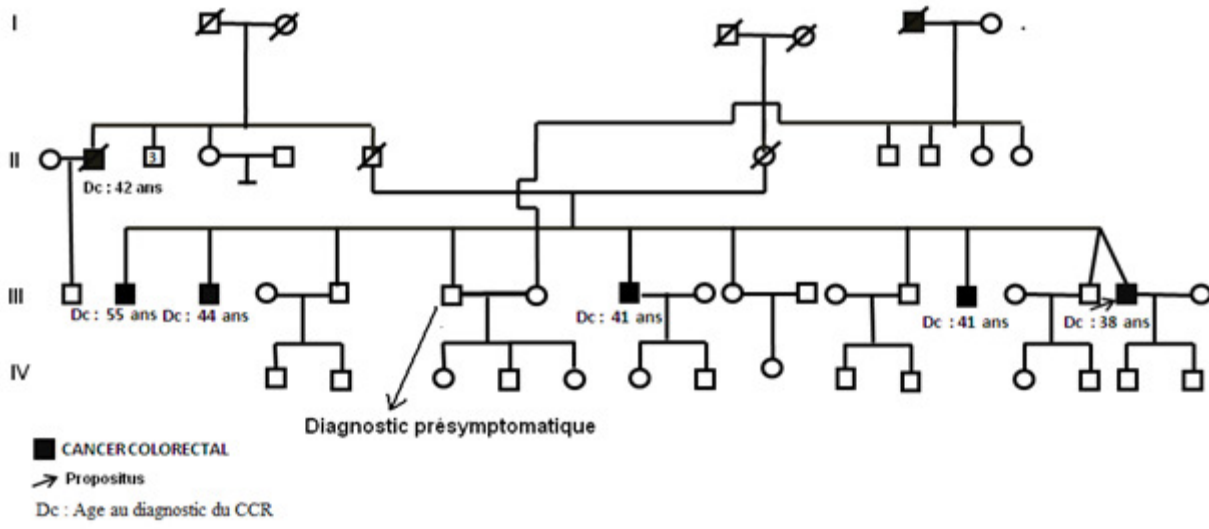 I
II
3
Dc : 42 ans
III
Dc : 55 ans
Dc : 44 ans
Dc : 41 ans
Dc : 41 ans
Dc : 38 ans
IV
Diagnostic présymptomatique
CANCER COLORECTAL
Propositus
Dc : Age au diagnostic du CCR